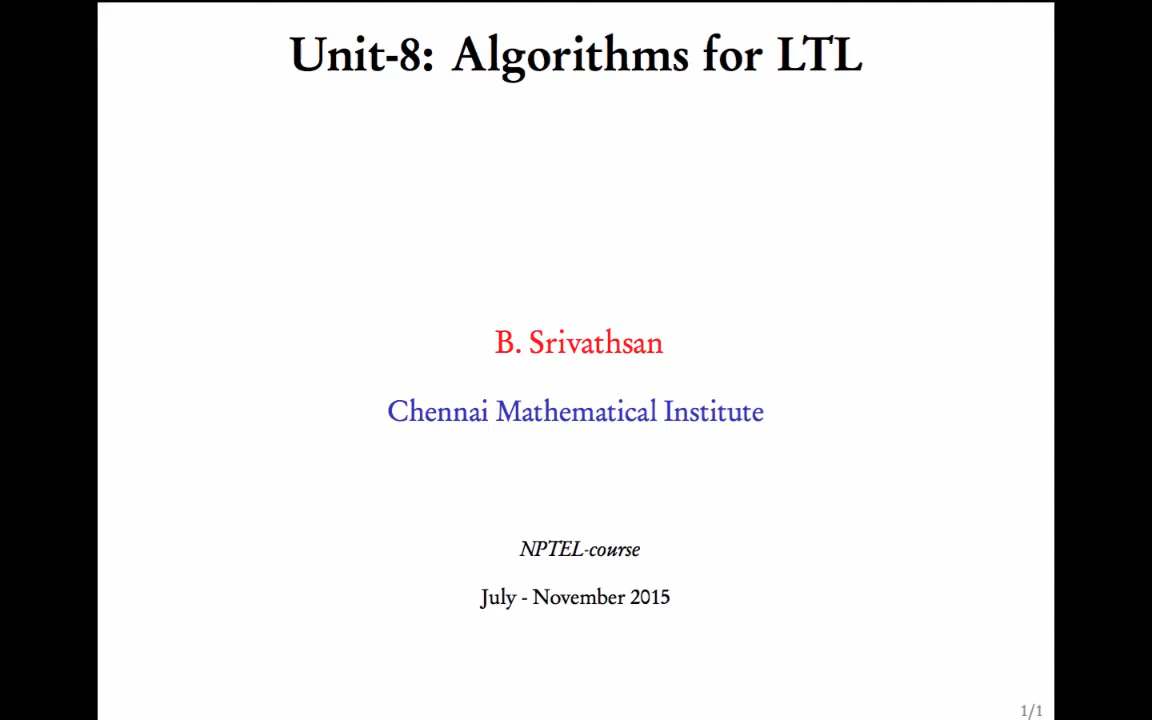 Unit-8: Algorithms for LTL
B. Srivathsan
Chennai Mathematical Institute
NPTEL-course
July - November 2015
1/1